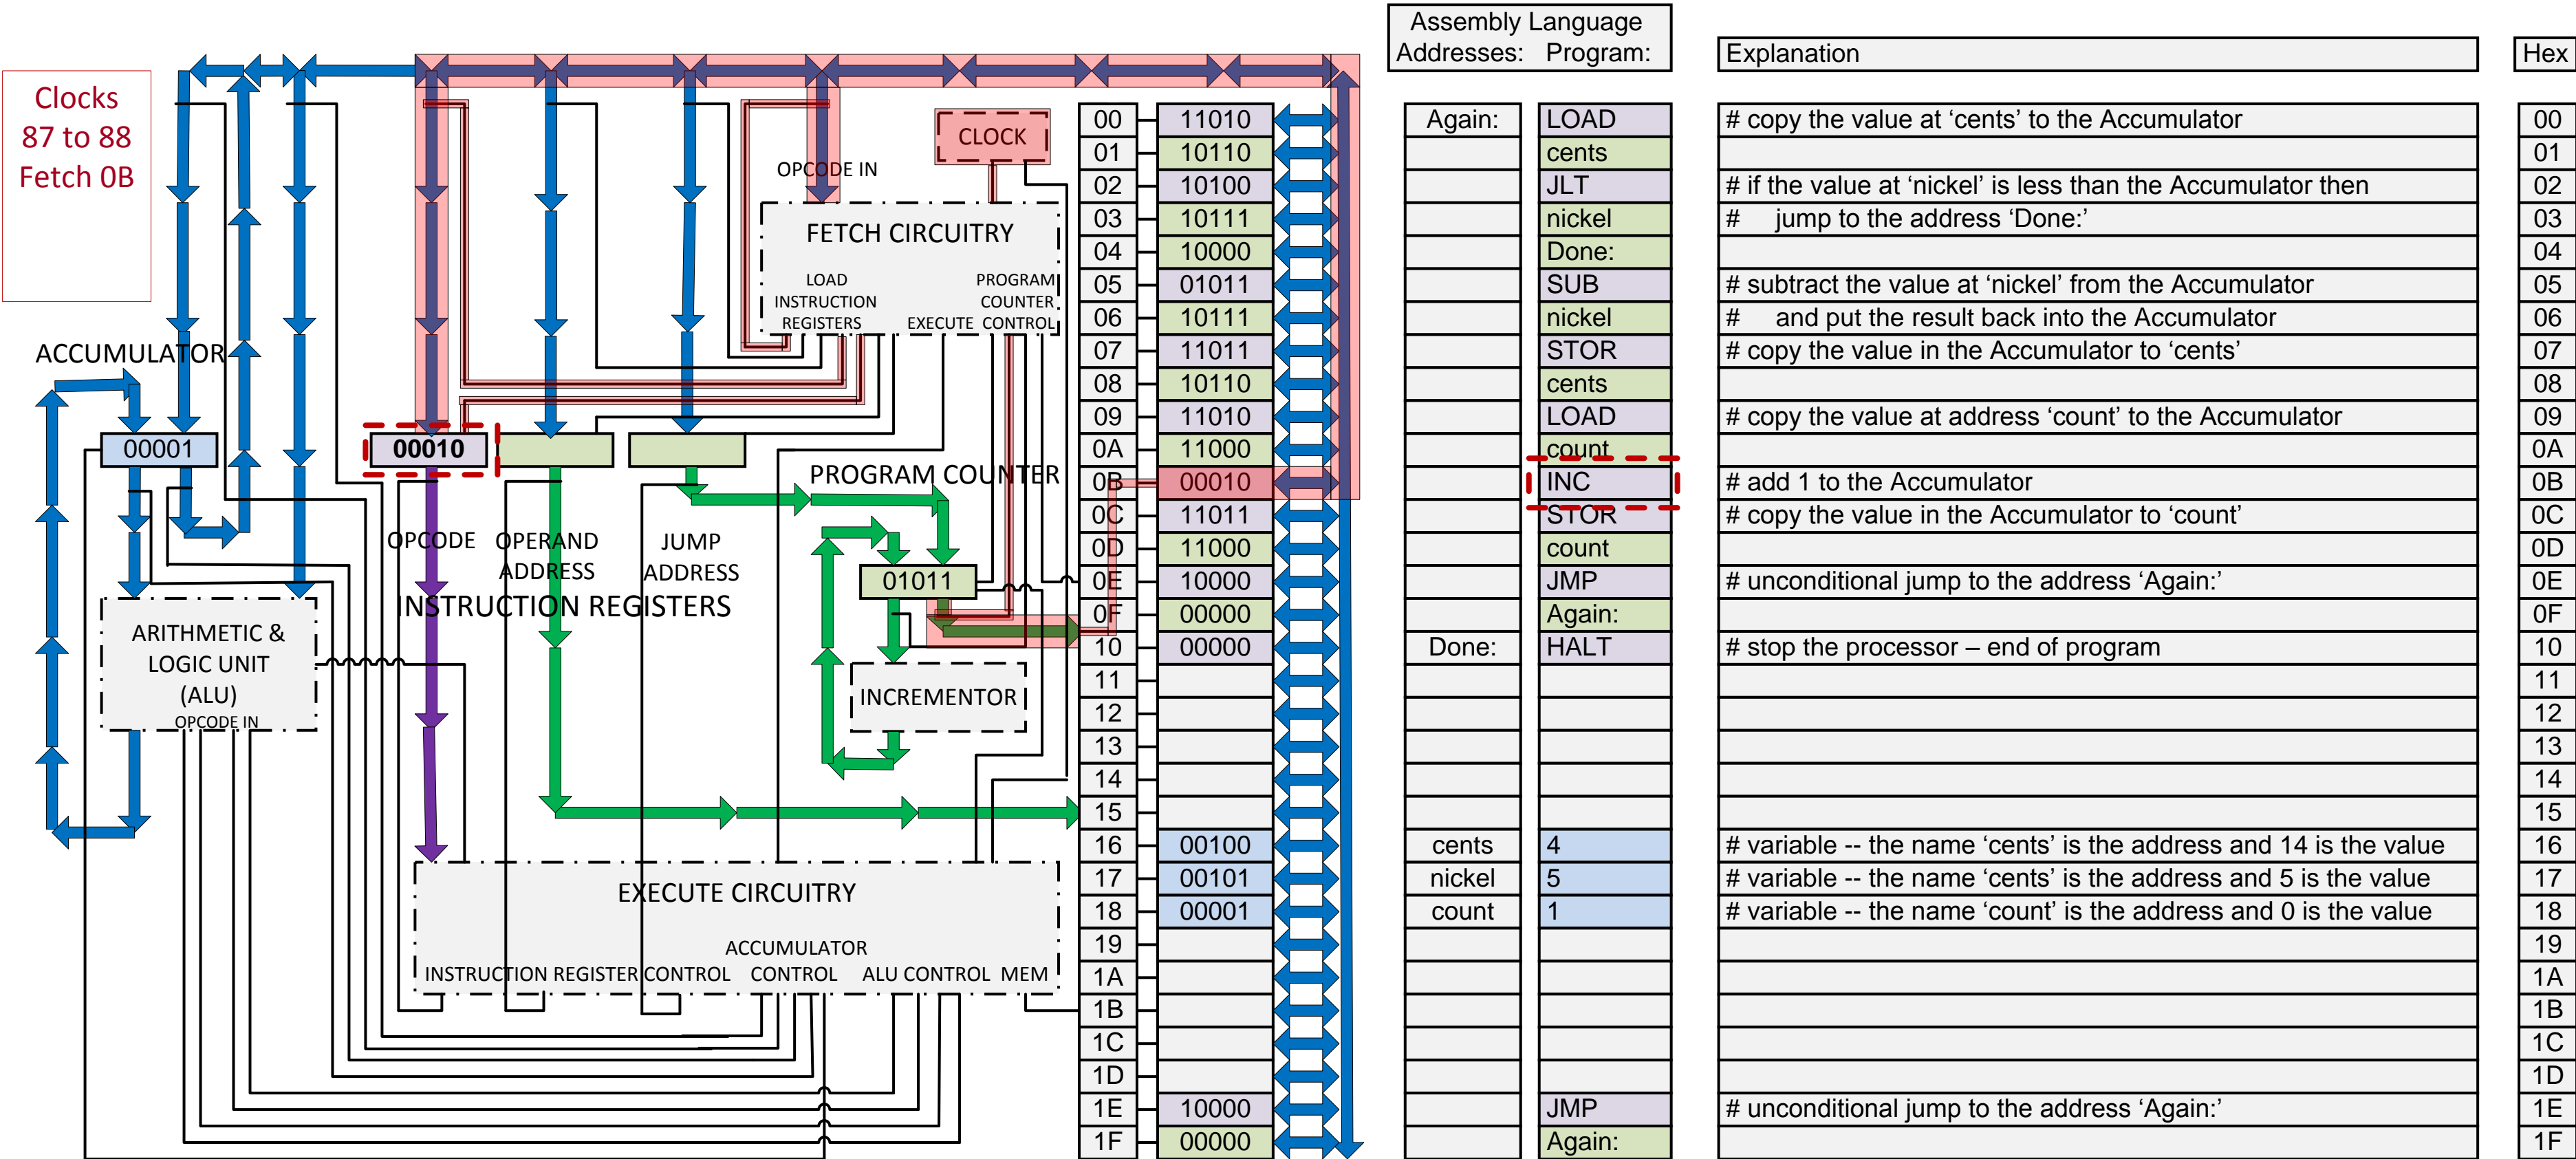 Clocks
87 to 88
Fetch 0B
ACCUMULATOR
00001
ARITHMETIC &
LOGIC UNIT
(ALU)
OPCODE IN
00010
OPCODE
OPERAND
ADDRESS
JUMP
ADDRESS
INSTRUCTION REGISTERS
CLOCK
OPCODE IN
FETCH CIRCUITRY
LOAD
INSTRUCTION
REGISTERS
EXECUTE
PROGRAM
COUNTER
CONTROL
PROGRAM COUNTER
01011
INCREMENTOR
EXECUTE CIRCUITRY
INSTRUCTION REGISTER CONTROL
ACCUMULATOR
CONTROL
ALU CONTROL
MEM
Assembly Language
Addresses: Program:
Explanation
Hex
00 11010 Again: LOAD # copy the value at 'cents' to the Accumulator 00
01 10110 cents 01
02 10100 JLT # if the value at 'nickel' is less than the Accumulator then 02
03 10111 nickel # jump to the address 'Done:' 03
04 10000 Done: 04
05 01011 SUB # subtract the value at 'nickel' from the Accumulator 05
06 10111 nickel # and put the result back into the Accumulator 06
07 11011 STOR # copy the value in the Accumulator to 'cents' 07
08 10110 cents 08
09 11010 LOAD # copy the value at address 'count' to the Accumulator 09
0A 11000 count 0A
0B 00010 INC # add 1 to the Accumulator 0B
0C 11011 STOR # copy the value in the Accumulator to 'count' 0C
0D 11000 count 0D
0E 10000 JMP # unconditional jump to the address 'Again:' 0E
0F 00000 Again: 0F
10 00000 Done: HALT # stop the processor – end of program 10
11 11
12 12
13 13
14 14
15 15
16 00100 cents 4 # variable -- the name 'cents' is the address and 14 is the value 16
17 00101 nickel 5 # variable -- the name 'cents' is the address and 5 is the value 17
18 00001 count 1 # variable -- the name 'count' is the address and 0 is the value 18
19 19
1A 1A
1B 1B
1C 1C
1D 1D
1E 10000 JMP # unconditional jump to the address 'Again:' 1E
1F 00000 Again: 1F